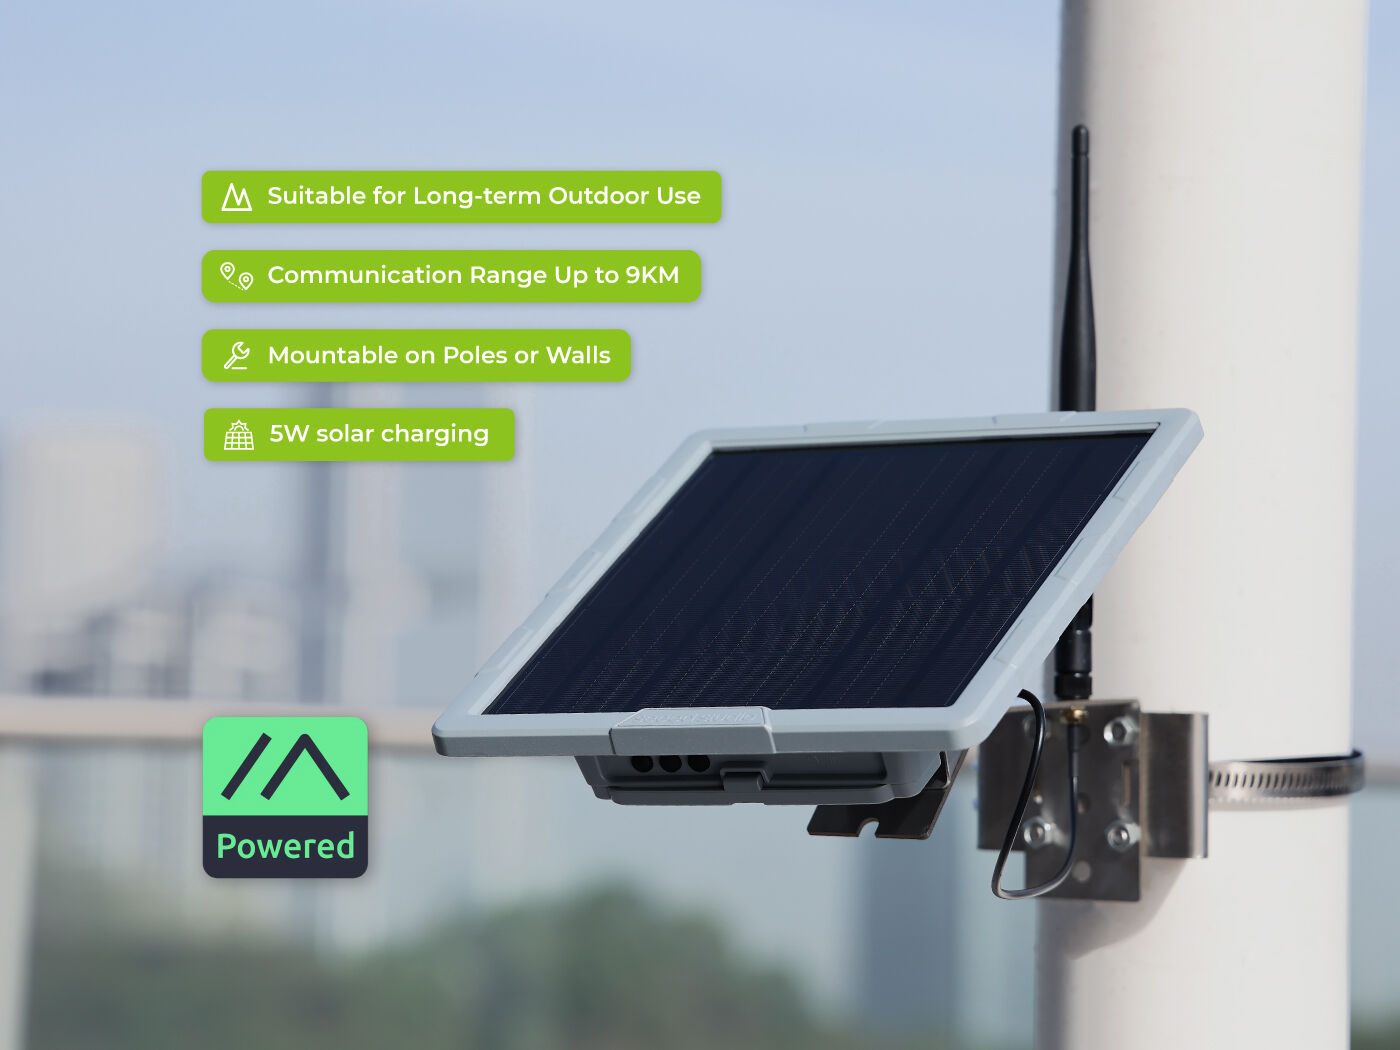 Suitable for Long-term Outdoor Use
Communication Range Up to 9KM
Mountable on Poles or Walls
5W solar charging
Powered